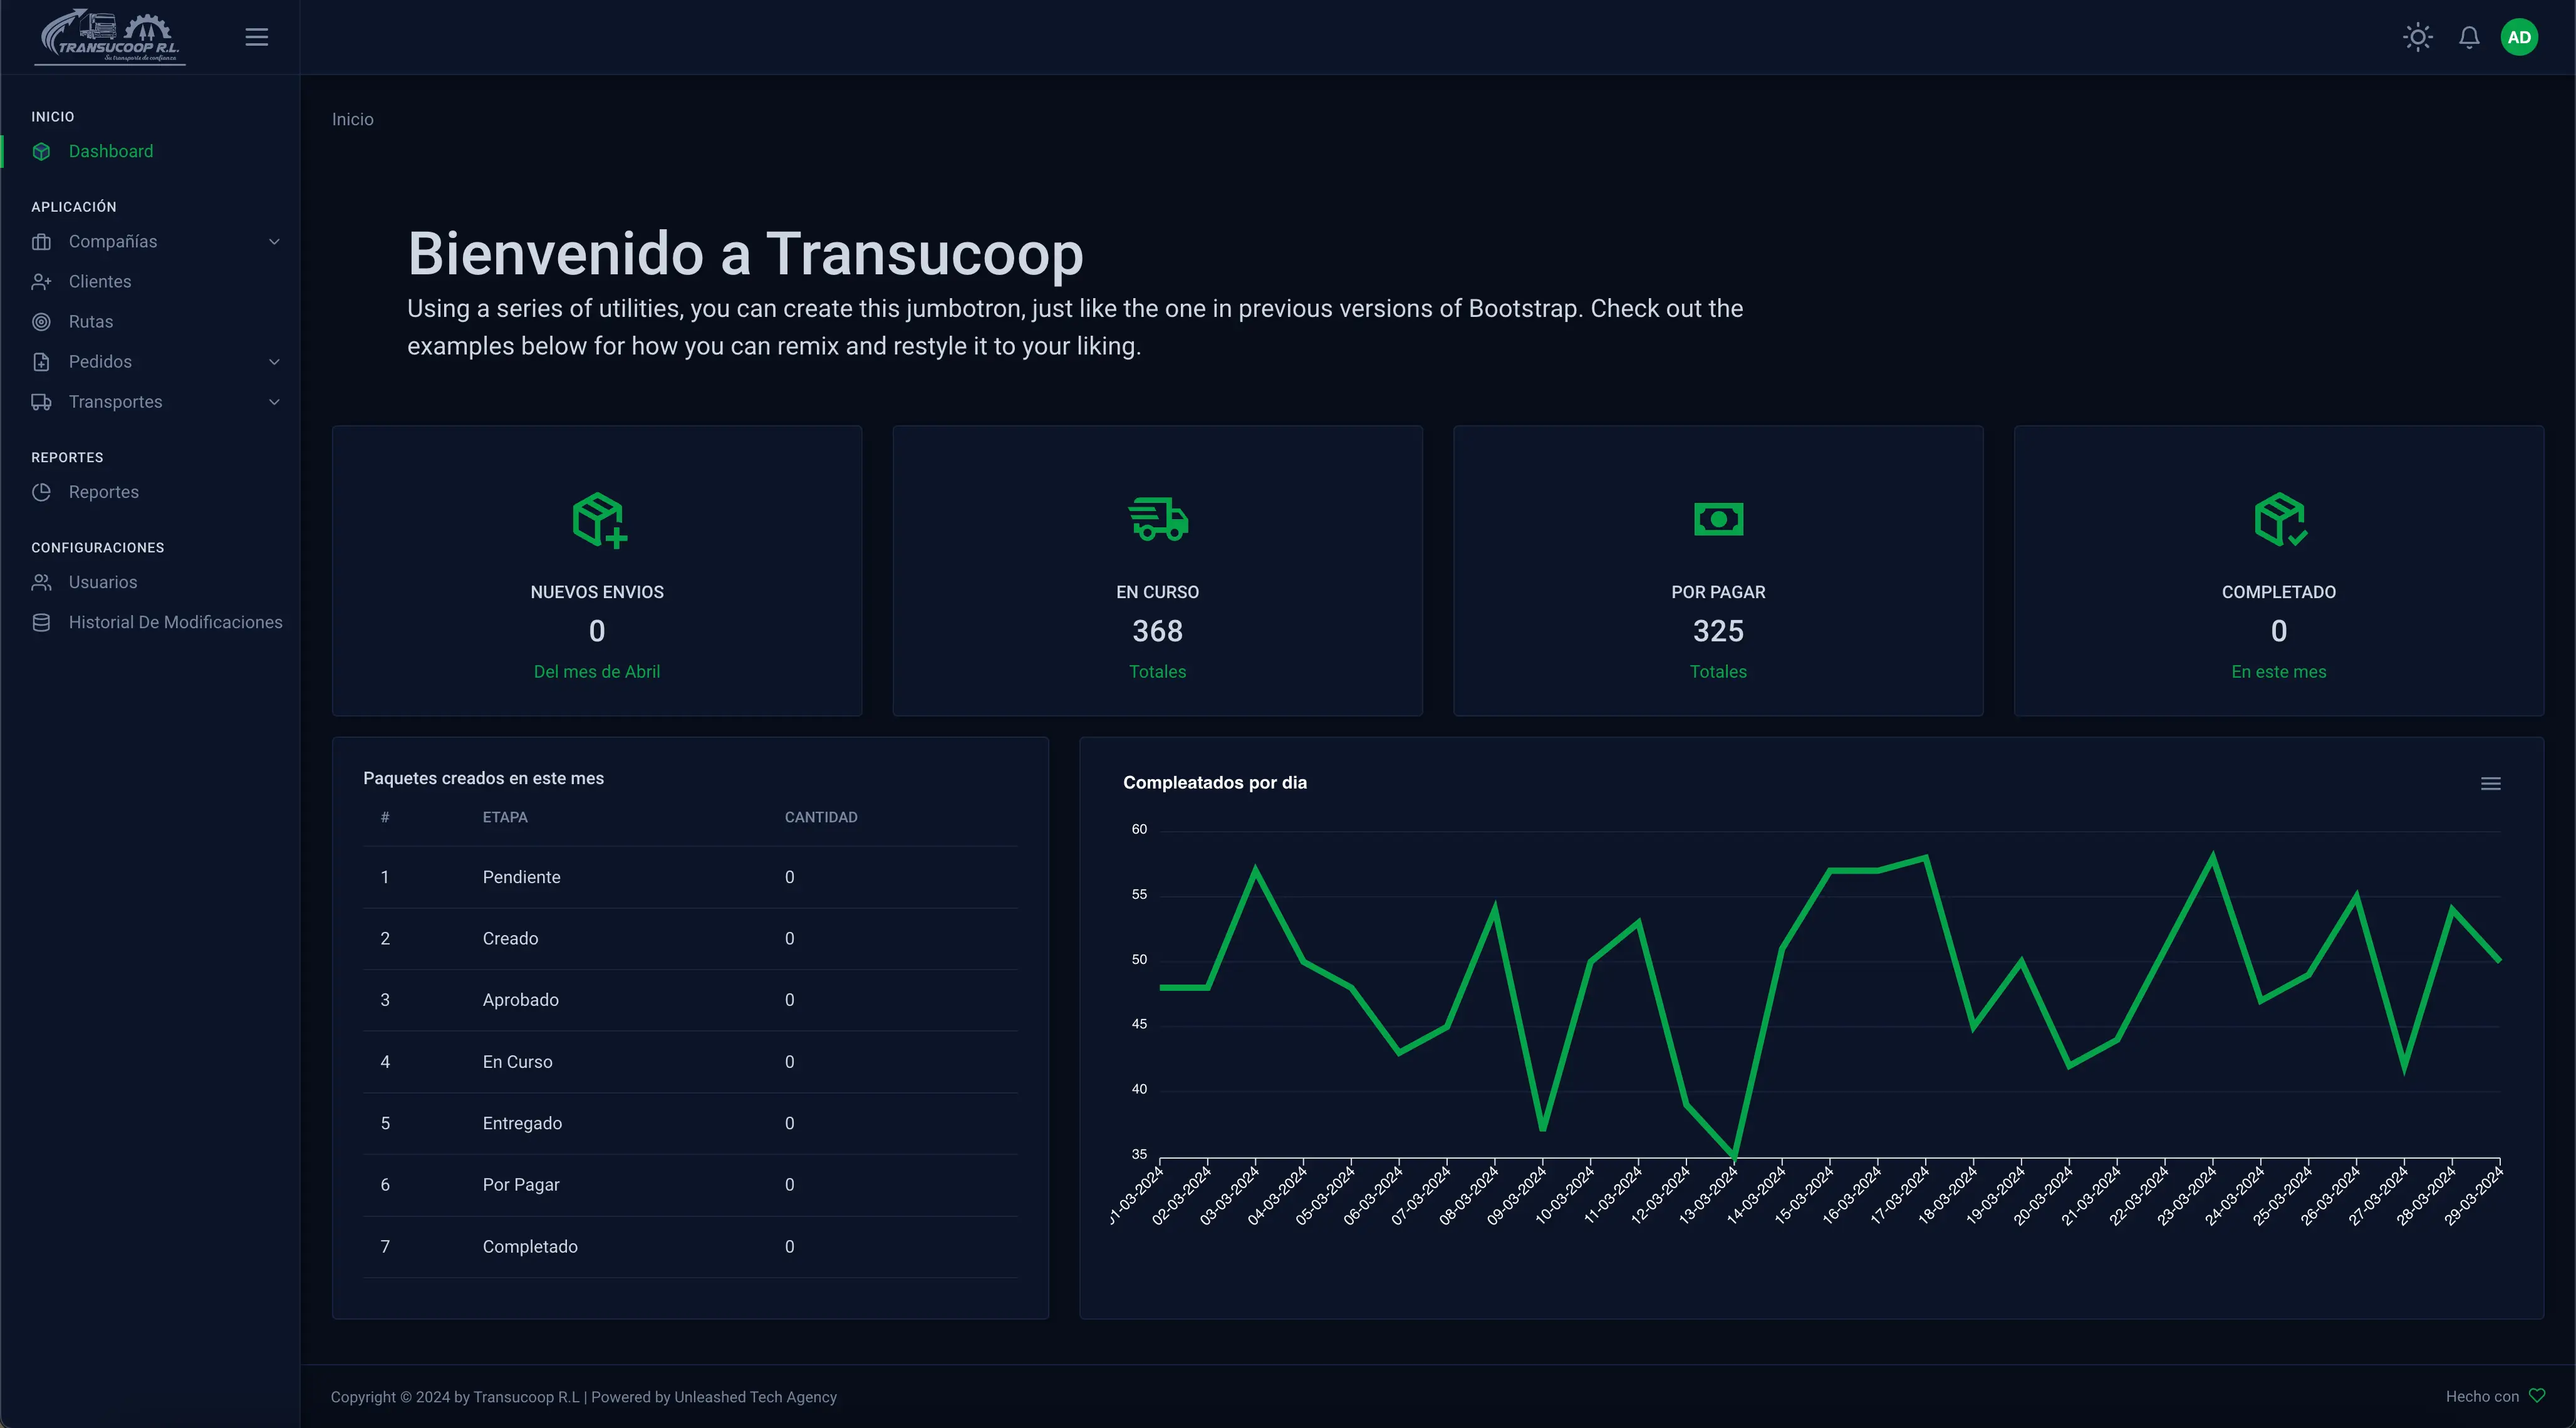 TRANSUCOOP R.L.
Su transporte de confianza
AD
INICIO
Dashboard
APLICACIÓN
Compañías
Clientes
Rutas
Pedidos
Transportes
REPORTES
Reportes
CONFIGURACIONES
Usuarios
Historial De Modificaciones
Inicio
Bienvenido a Transucoop
Using a series of utilities, you can create this jumbotron, just like the one in previous versions of Bootstrap. Check out the
examples below for how you can remix and restyle it to your liking.
NUEVOS ENVIOS
0
Del mes de Abril
EN CURSO
368
Totales
POR PAGAR
325
Totales
COMPLETADO
0
En este mes
Paquetes creados en este mes
# ETAPA CANTIDAD
1 Pendiente 0
2 Creado 0
3 Aprobado 0
4 En Curso 0
5 Entregado 0
6 Por Pagar 0
7 Completado 0
Compleatados por dia
60
55
50
45
40
35
01-03-2024
02-03-2024
03-03-2024
04-03-2024
05-03-2024
06-03-2024
07-03-2024
08-03-2024
09-03-2024
10-03-2024
11-03-2024
12-03-2024
13-03-2024
14-03-2024
15-03-2024
16-03-2024
17-03-2024
18-03-2024
19-03-2024
20-03-2024
21-03-2024
22-03-2024
23-03-2024
24-03-2024
25-03-2024
26-03-2024
27-03-2024
28-03-2024
29-03-2024
Copyright © 2024 by Transucoop R.L | Powered by Unleashed Tech Agency
Hecho con